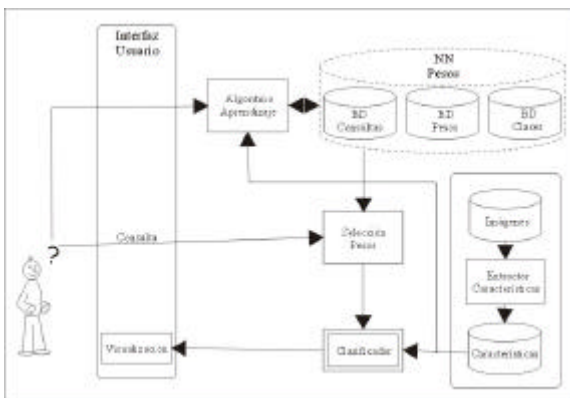 Interfaz
Usuario
NN
Pesos
Algoritmo
Aprendizaje
BD
Consultas
BD
Pesos
BD
Clases
Imágenes
?
Consulta
Selección
Pesos
Extractor
Características
Visualización
Clasificador
Características